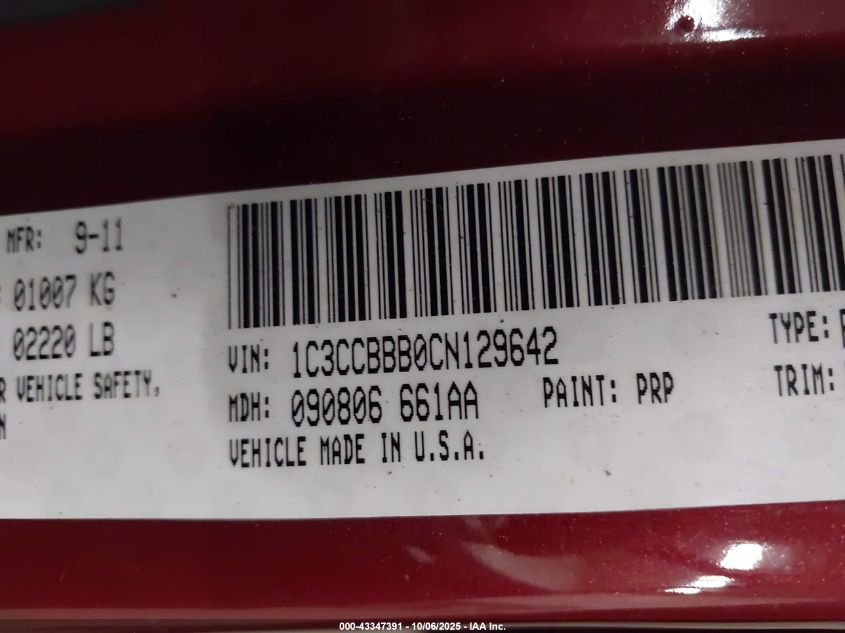 MFR: 9-11
01007 KG
02220 LB
VEHICLE SAFETY,
VIN: 1C3CCBBB0CN129642
TYPE:
MDH: 090806 661AA
PAINT: PRP
TRIM:
VEHICLE MADE IN U.S.A.
000-43347391 - 10/06/2025 - IAA Inc.